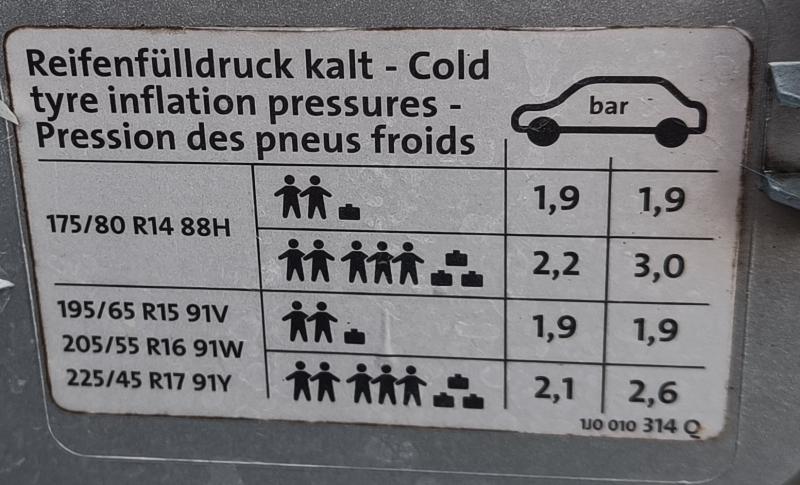 Reifenfülldruck kalt - Cold
tyre inflation pressures -
Pression des pneus froids
bar
175/80 R14 88H
1,9 1,9
2,2 3,0
195/65 R15 91V
205/55 R16 91W
225/45 R17 91Y
1,9 1,9
2,1 2,6
1J0 010 314 Q